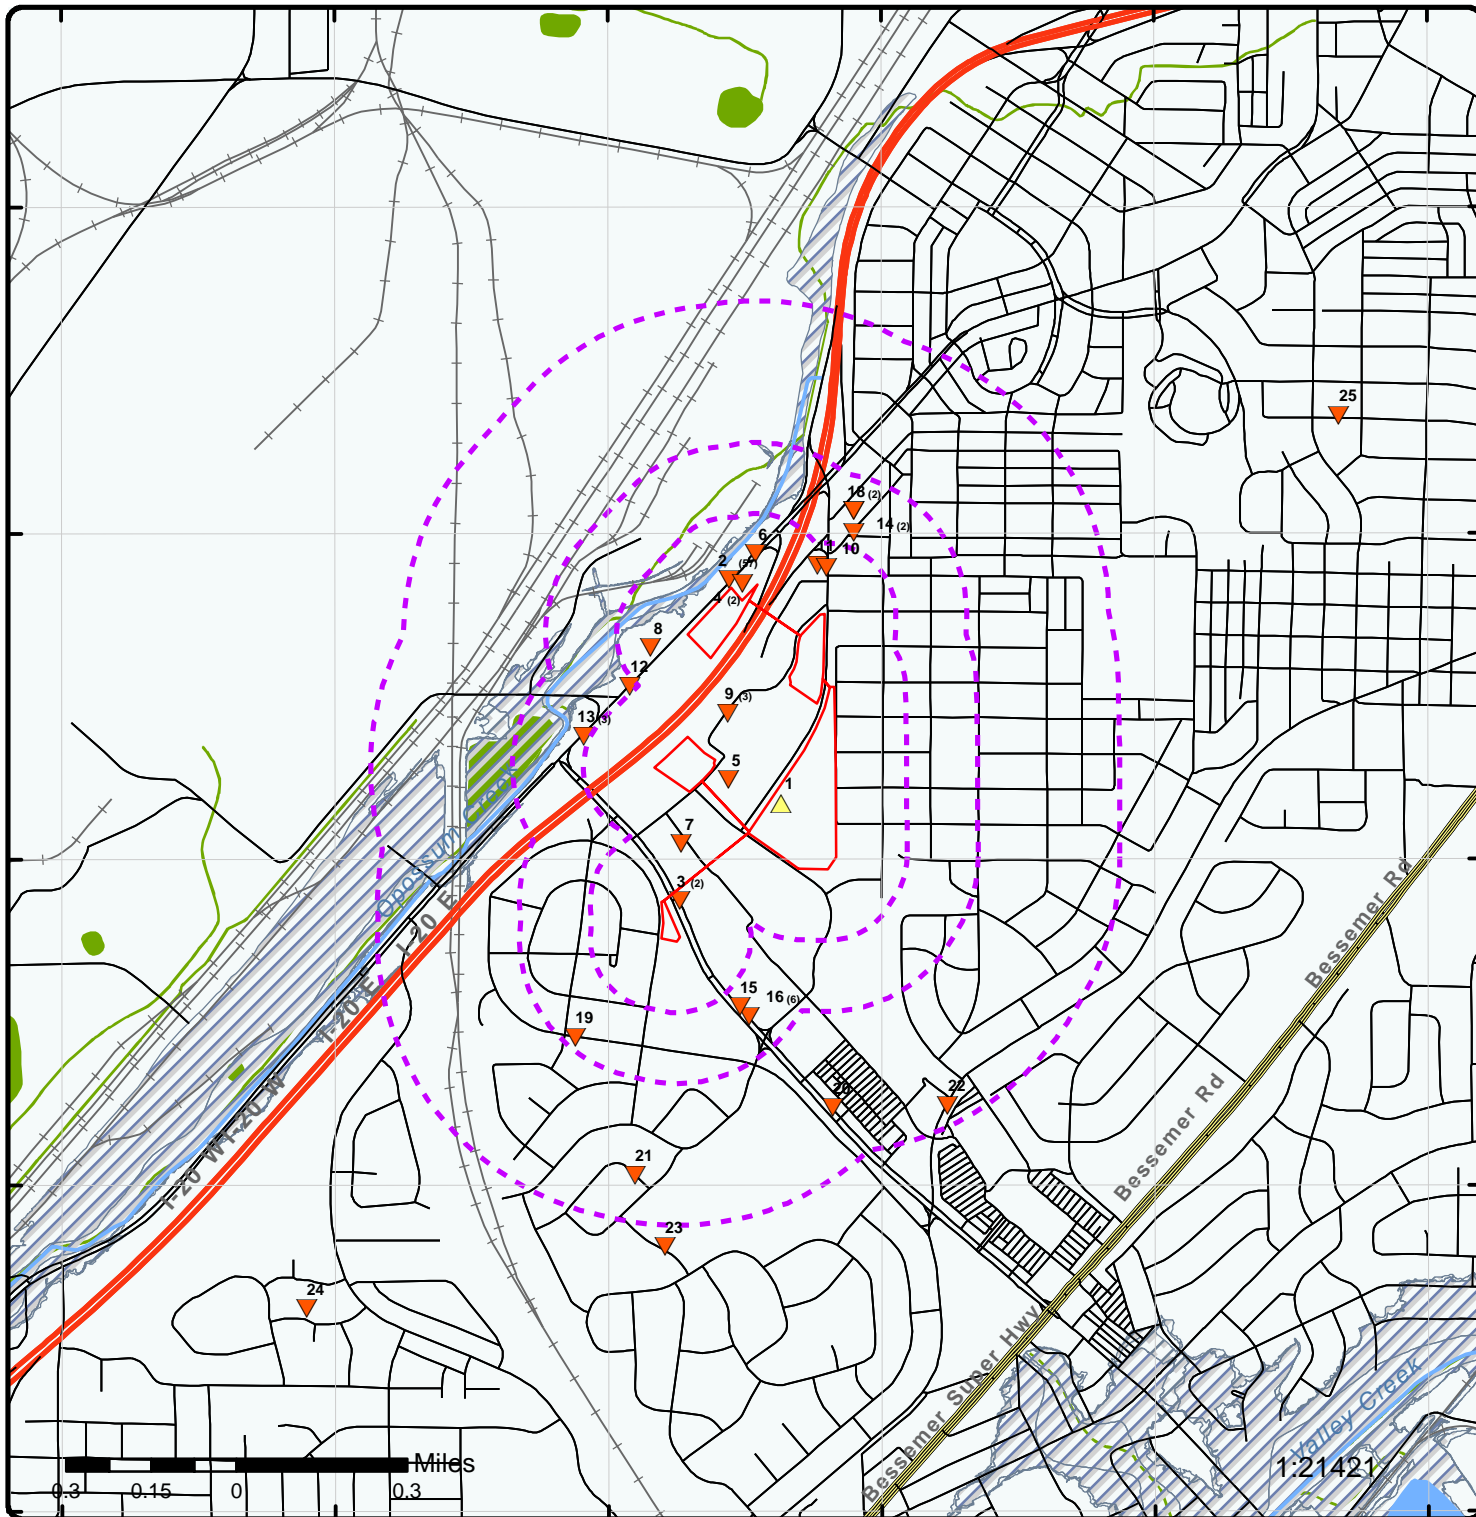 25
18 (2)
14 (2)
6
11
10
2 (57)
4 (2)
8
12
9 (3)
13 (3)
5
1
7
3 (2)
Opossum Creek
I-20 E
Bessemer Rd
I-20 E
15
16 (6)
19
20
22
I-20 W
I-20 W
Bessemer Rd
21
23
24
Bessemer Super Hwy
Valley Creek
Miles
1:21421
0.3
0.15
0
0.3